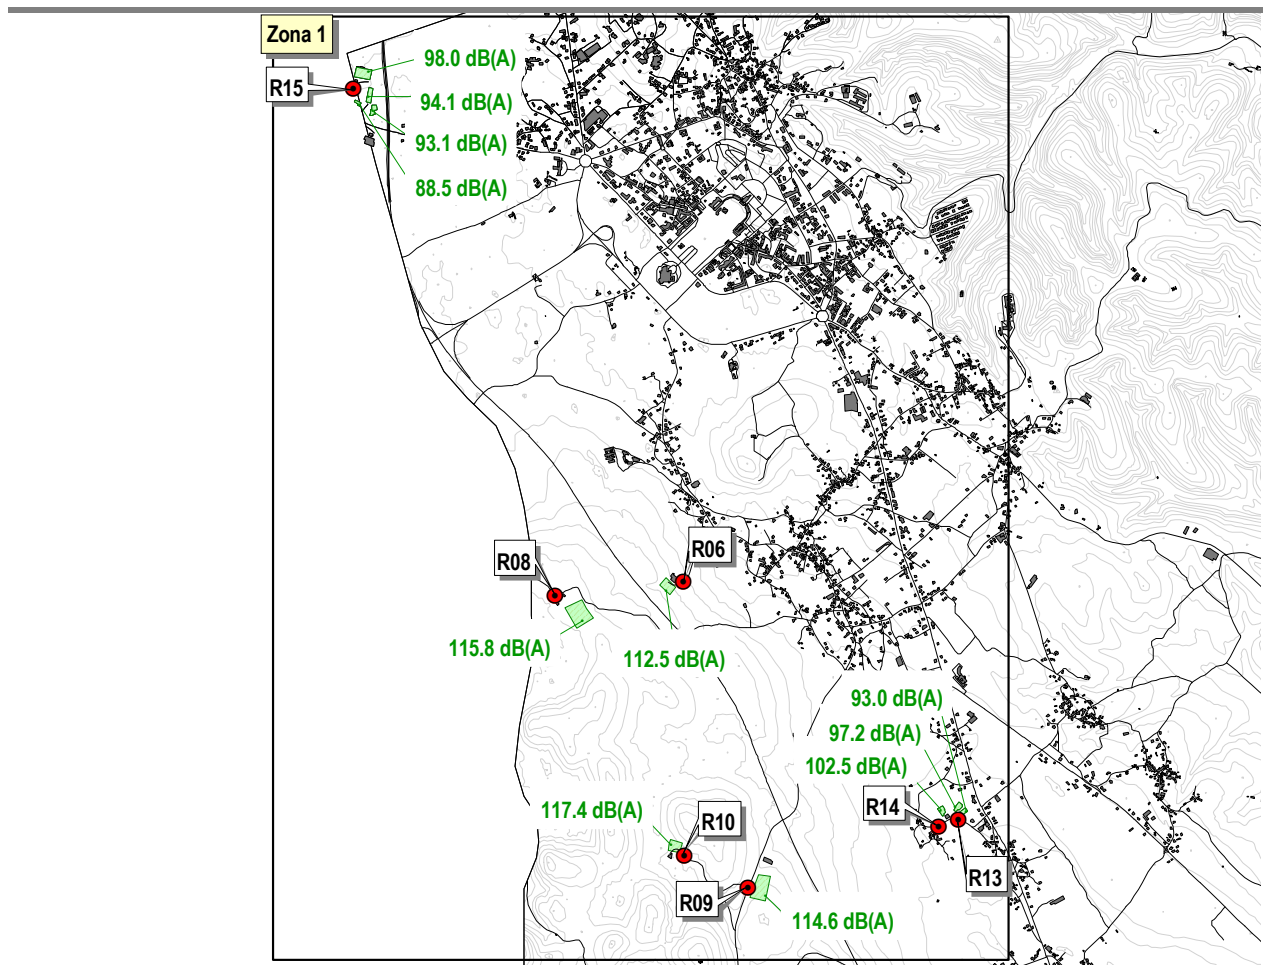 Zona 1
98.0 dB(A)
R15
94.1 dB(A)
93.1 dB(A)
88.5 dB(A)
R06
R08
115.8 dB(A)
112.5 dB(A)
93.0 dB(A)
97.2 dB(A)
102.5 dB(A)
117.4 dB(A)
R14
R10
R13
R09
114.6 dB(A)